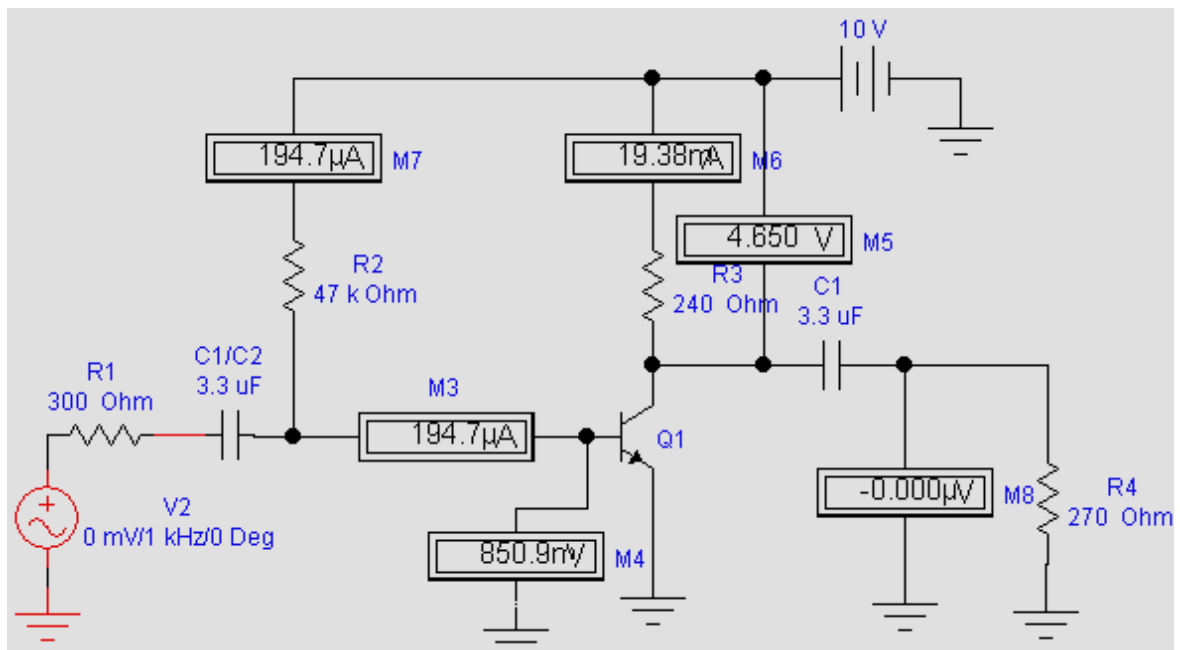 10 V
194.7µA
M7
19.38mA
M6
4.650 V
M5
R2
47 k Ohm
R3
240 Ohm
C1
3.3 uF
C1/C2
3.3 uF
R1
300 Ohm
M3
194.7µA
Q1
+
V2
0 mV/1 kHz/0 Deg
850.9mV
M4
-0.000µV
M8
R4
270 Ohm